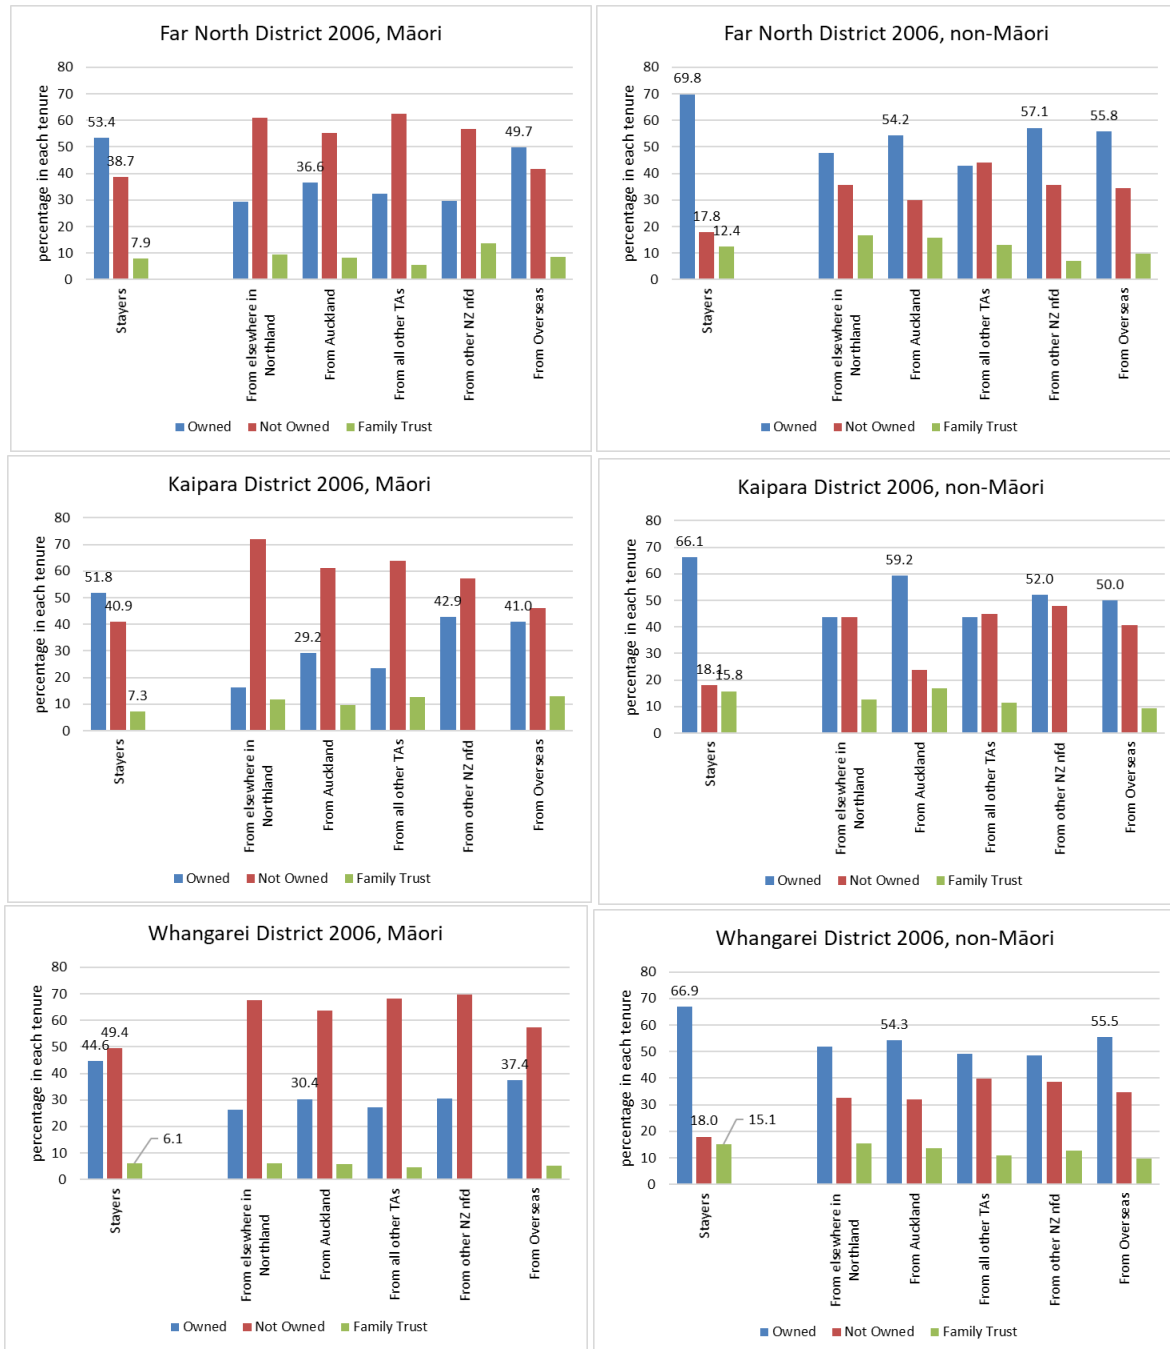 Far North District 2006, Māori
percentage in each tenure
80
70
60
50
40
30
20
10
0
53.4
38.7
7.9
36.6
49.7
Stayers
From elsewhere in
Northland
From Auckland
From all other TAs
From other NZ nfd
From Overseas
Owned Not Owned Family Trust
Far North District 2006, non-Māori
percentage in each tenure
80
70
60
50
40
30
20
10
0
69.8
17.8
12.4
54.2
57.1
55.8
Stayers
From elsewhere in
Northland
From Auckland
From all other TAs
From other NZ nfd
From Overseas
Owned Not Owned Family Trust
Kaipara District 2006, Māori
percentage in each tenure
80
70
60
50
40
30
20
10
0
51.8
40.9
7.3
29.2
42.9
41.0
Stayers
From elsewhere in
Northland
From Auckland
From all other TAs
From other NZ nfd
From Overseas
Owned Not Owned Family Trust
Kaipara District 2006, non-Māori
percentage in each tenure
80
70
60
50
40
30
20
10
0
66.1
18.1
15.8
59.2
52.0
50.0
Stayers
From elsewhere in
Northland
From Auckland
From all other TAs
From other NZ nfd
From Overseas
Owned Not Owned Family Trust
Whangarei District 2006, Māori
percentage in each tenure
80
70
60
50
40
30
20
10
0
44.6
49.4
6.1
30.4
37.4
Stayers
From elsewhere in
Northland
From Auckland
From all other TAs
From other NZ nfd
From Overseas
Owned Not Owned Family Trust
Whangarei District 2006, non-Māori
percentage in each tenure
80
70
60
50
40
30
20
10
0
66.9
18.0
15.1
54.3
55.5
Stayers
From elsewhere in
Northland
From Auckland
From all other TAs
From other NZ nfd
From Overseas
Owned Not Owned Family Trust